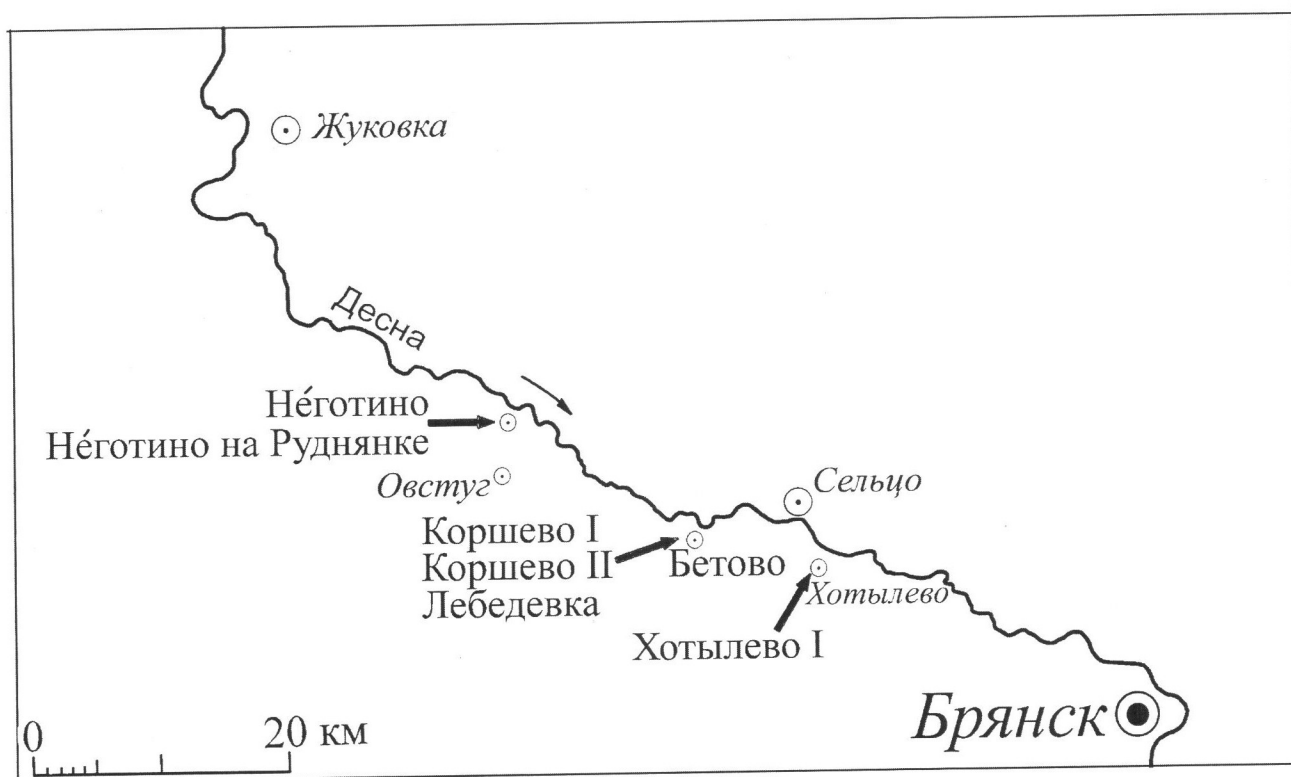 Жуковка
Десна
Не́готино
Не́готино на Руднянке
Овстуг
Сельцо
Коршево I
Коршево II
Лебедевка
Бетово
Хотылево
Хотылево I
Брянск
0 20 км